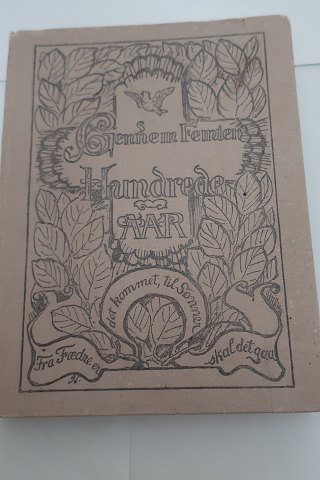 Gennem Femten
Hundrede
AAR
Fra Fædre er det kommet, til Sønner skal det gaa